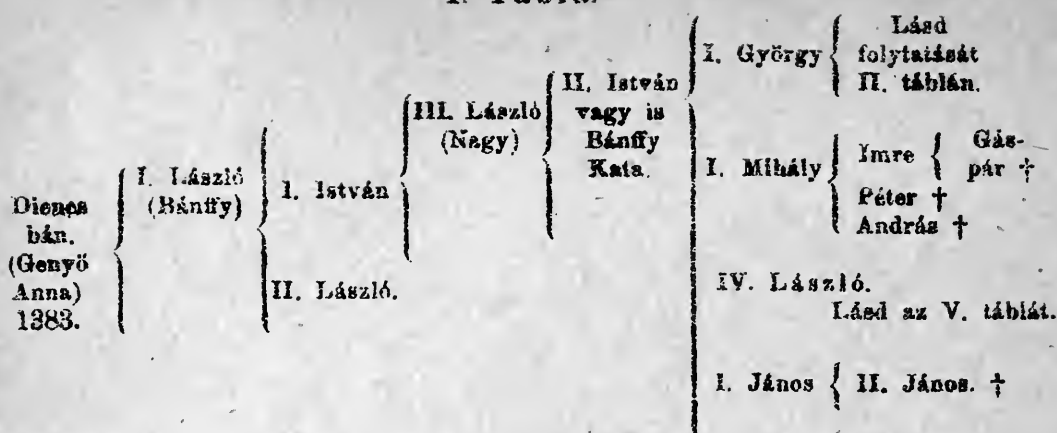 Dienes
bán.
(Genyö
Anna)
1383.
I. László
(Bánffy)
I. István
II. László.
III. László
(Nagy)
II. István
vagy is
Bánffy
Kata.
I. György
Lásd
folytatását
II. táblán.
I. Mihály
Imre
Gás-
pár †
Péter †
András †
IV. László.
Lásd az V. táblát.
I. János
II. János. †